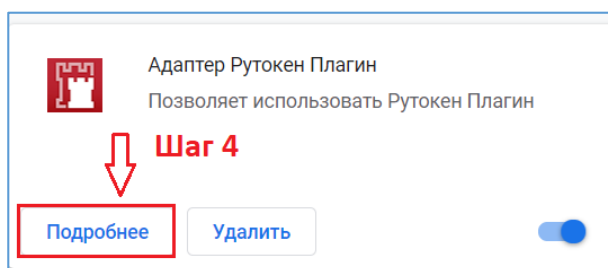 Адаптер Рутокен Плагин
Позволяет использовать Рутокен Плагин
Шаг 4
Подробнее
Удалить